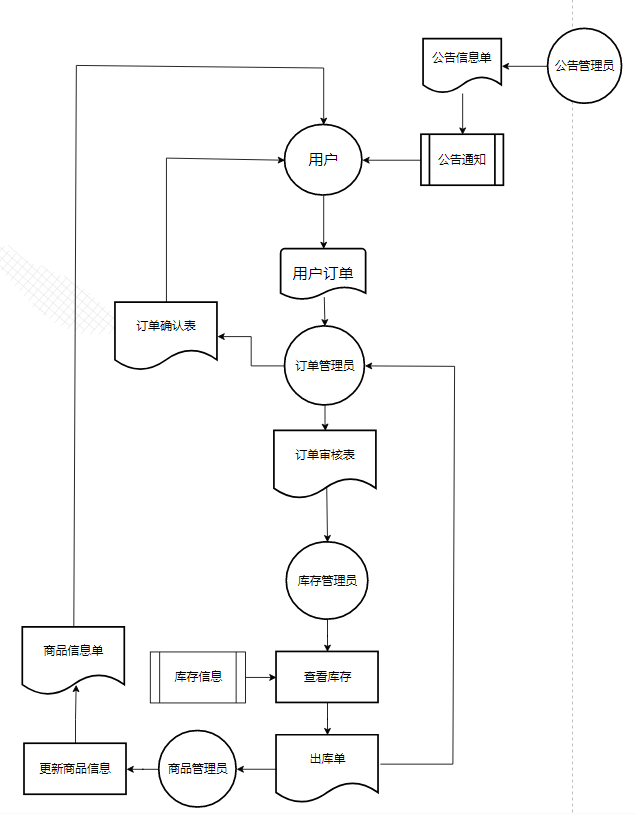 公告信息单
公告管理员
用户
公告通知
用户订单
订单确认表
订单管理员
订单审核表
库存管理员
商品信息单
库存信息
查看库存
出库单
更新商品信息
商品管理员